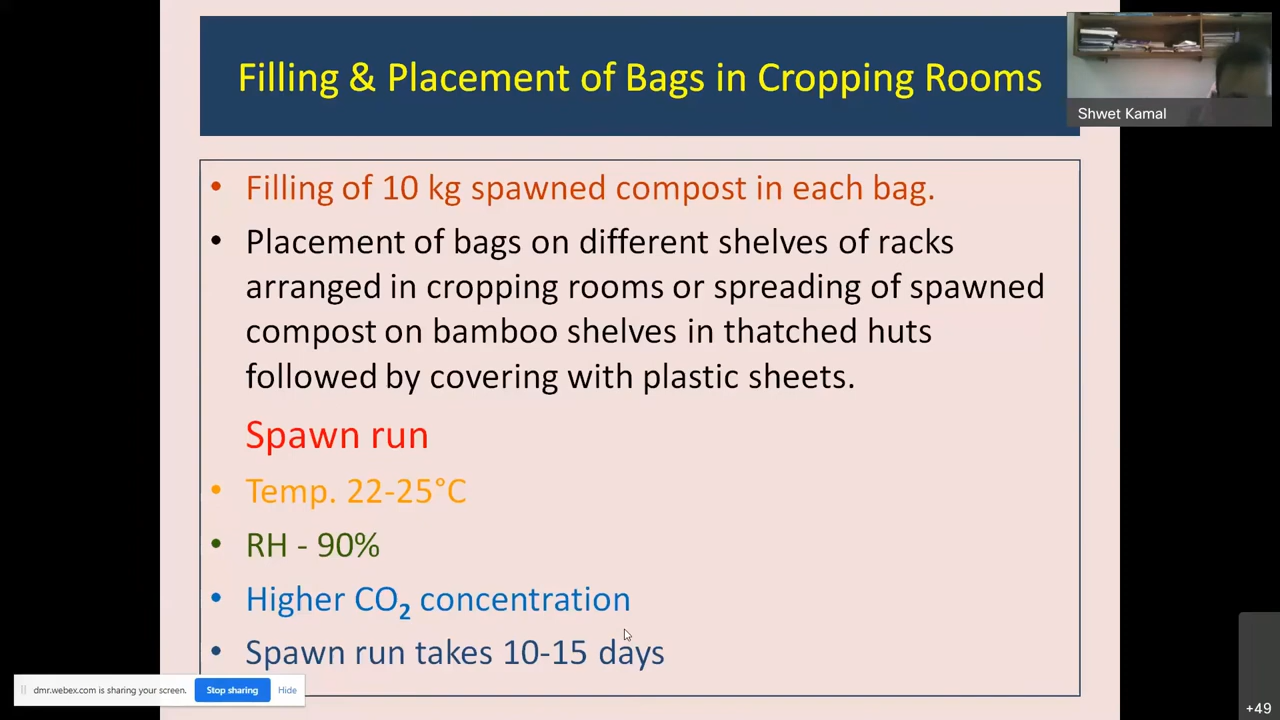 Filling & Placement of Bags in Cropping Rooms
Shwet Kamal
• Filling of 10 kg spawned compost in each bag.
• Placement of bags on different shelves of racks
arranged in cropping rooms or spreading of spawned
compost on bamboo shelves in thatched huts
followed by covering with plastic sheets.
Spawn run
• Temp. 22-25°C
• RH - 90%
• Higher CO₂ concentration
• Spawn run takes 10-15 days
dmr.webex.com is sharing your screen. Stop sharing Hide
+49